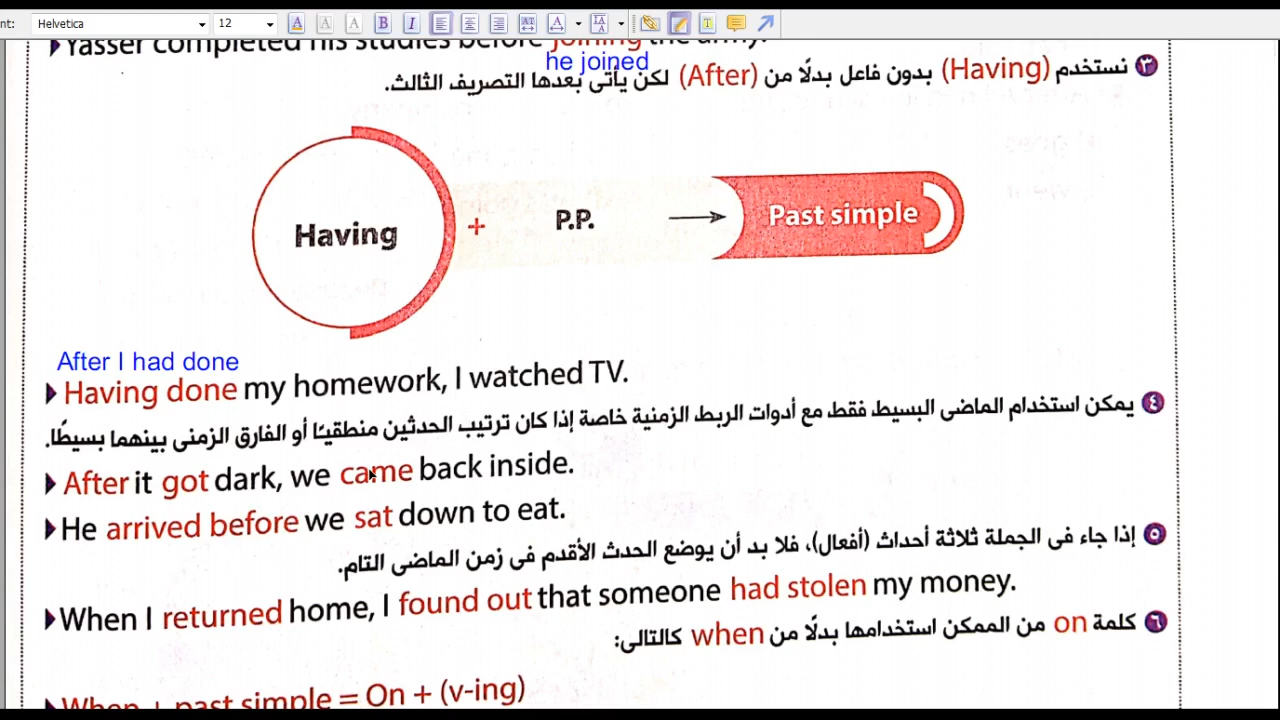 nt: Helvetica 12
Yasser completed his studies before joining the army.
he joined
٣ نستخدم (Having) بدون فاعل بدلًا من (After) لكن يأتى بعدها التصريف الثالث.
Having + P.P. → Past simple
After I had done
Having done my homework, I watched TV.
٤ يمكن استخدام الماضى البسيط فقط مع أدوات الربط الزمنية خاصة إذا كان ترتيب الحدثين منطقيًا أو الفارق الزمنى بينهما بسيطًا.
After it got dark, we came back inside.
He arrived before we sat down to eat.
٥ إذا جاء فى الجملة ثلاثة أحداث (أفعال)، فلا بد أن يوضع الحدث الأقدم فى زمن الماضى التام.
When I returned home, I found out that someone had stolen my money.
٦ كلمة on من الممكن استخدامها بدلًا من when كالتالى:
When + past simple = On + (v-ing)